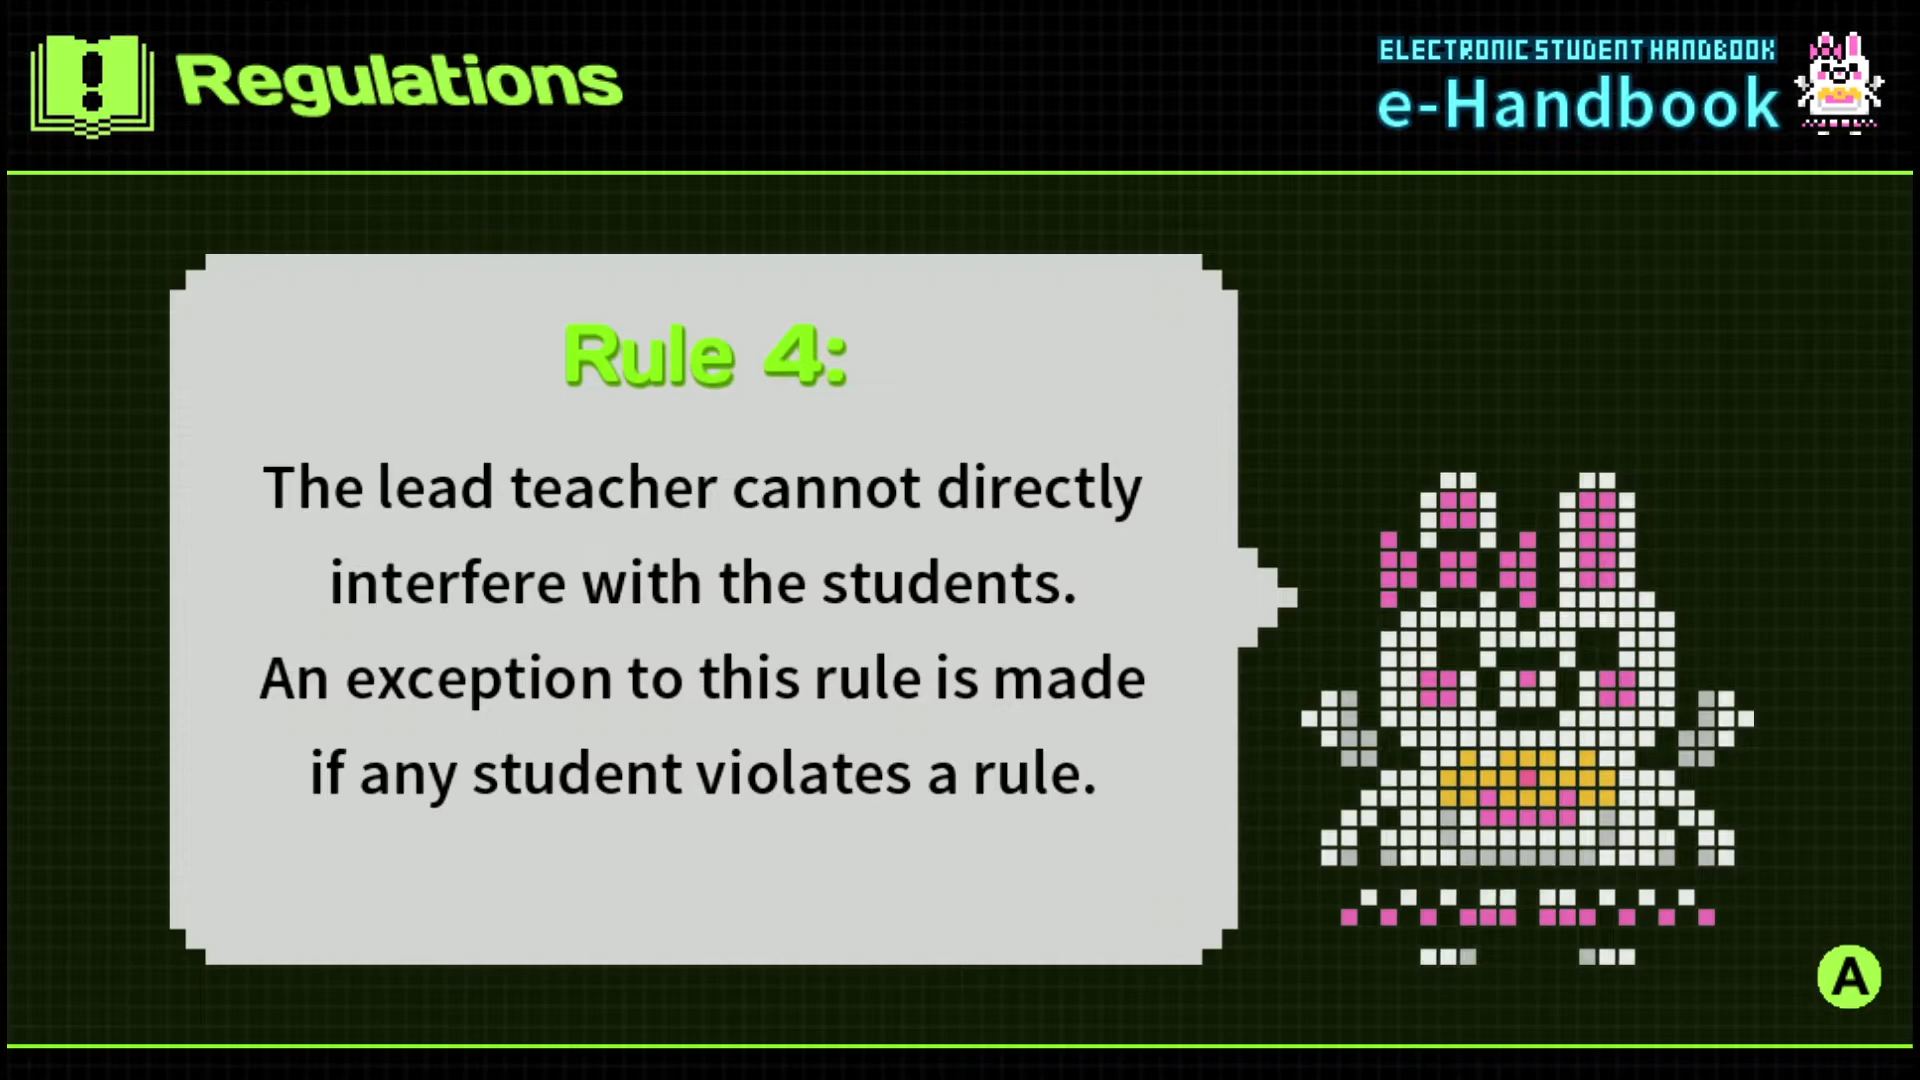 Regulations
ELECTRONIC STUDENT HANDBOOK
e-Handbook
Rule 4:
The lead teacher cannot directly
interfere with the students.
An exception to this rule is made
if any student violates a rule.
A